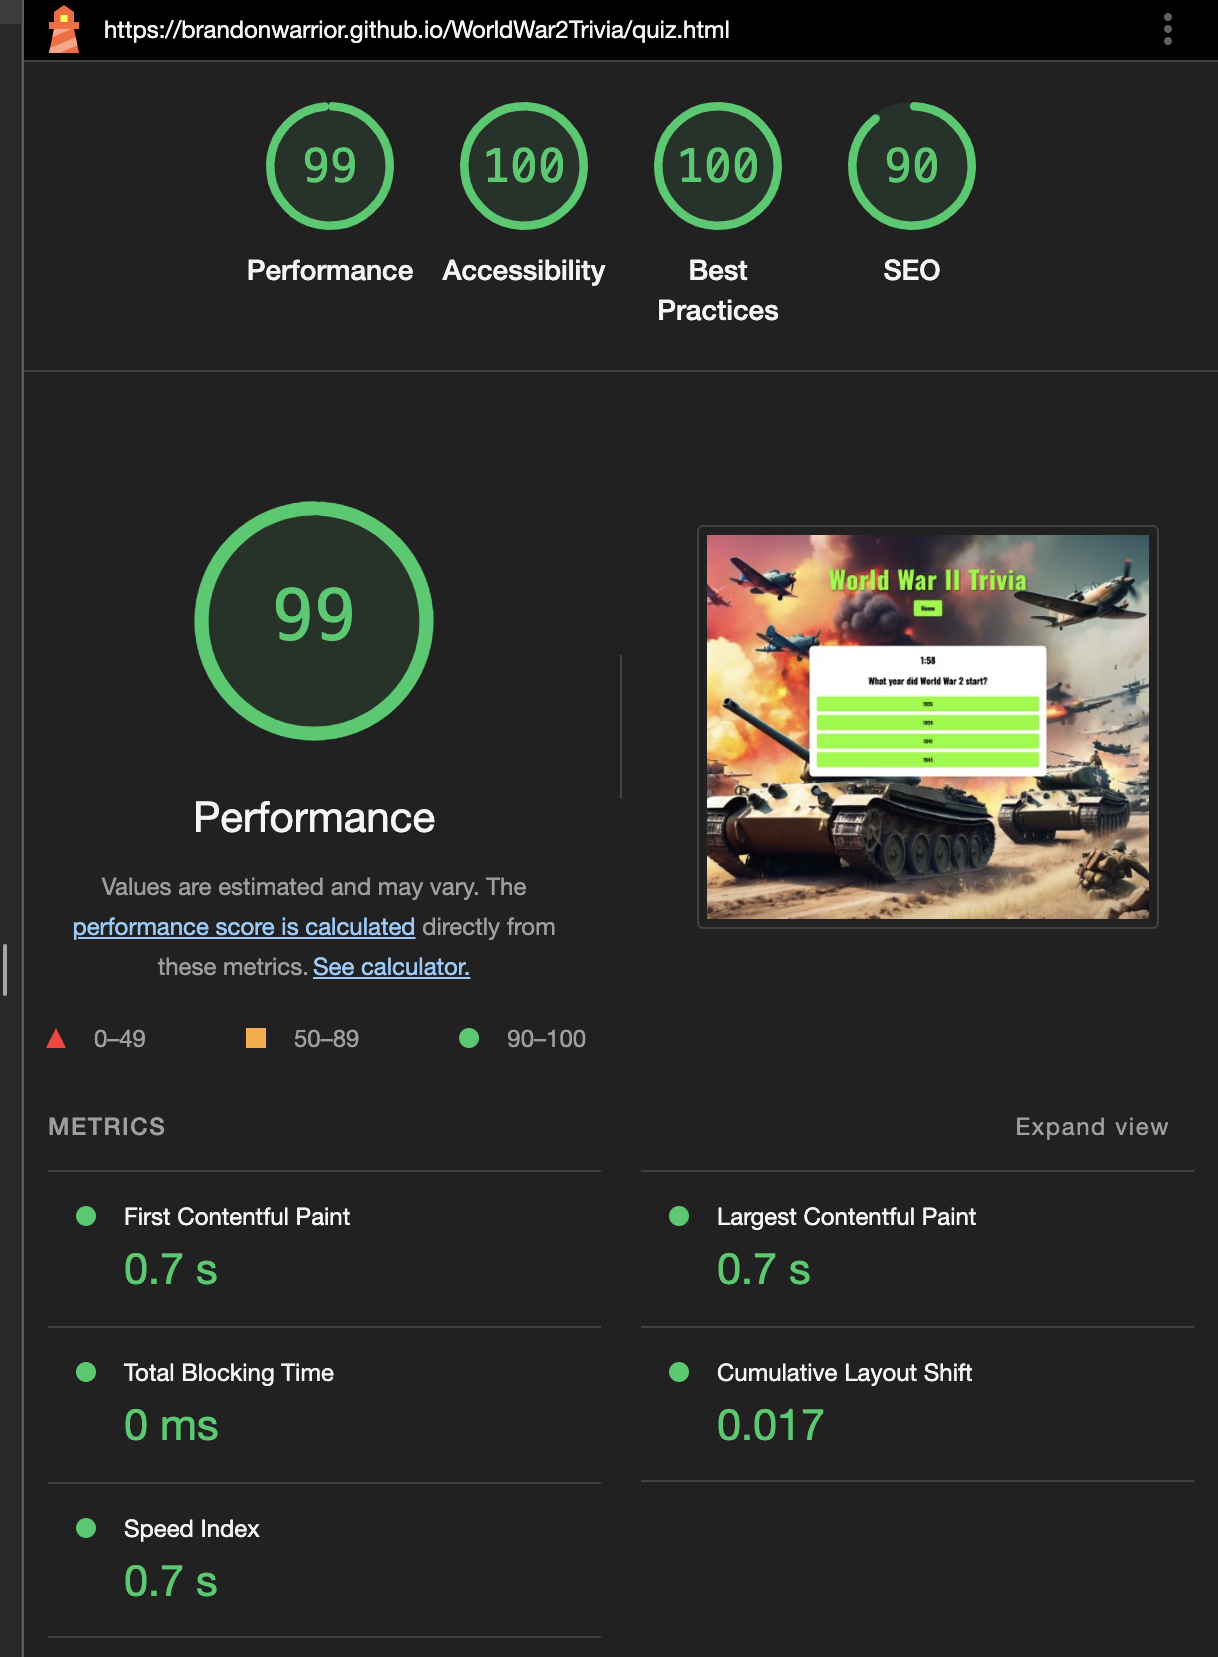 https://brandonwarrior.github.io/WorldWar2Trivia/quiz.html
99
100
100
90
Performance
Accessibility
Best
Practices
SEO
99
Performance
Values are estimated and may vary. The
performance score is calculated directly from
these metrics. See calculator.
World War II Trivia
Home
1:58
What year did World War 2 start?
1935
1939
1941
1945
0–49
50–89
90–100
METRICS
Expand view
First Contentful Paint
0.7 s
Largest Contentful Paint
0.7 s
Total Blocking Time
0 ms
Cumulative Layout Shift
0.017
Speed Index
0.7 s